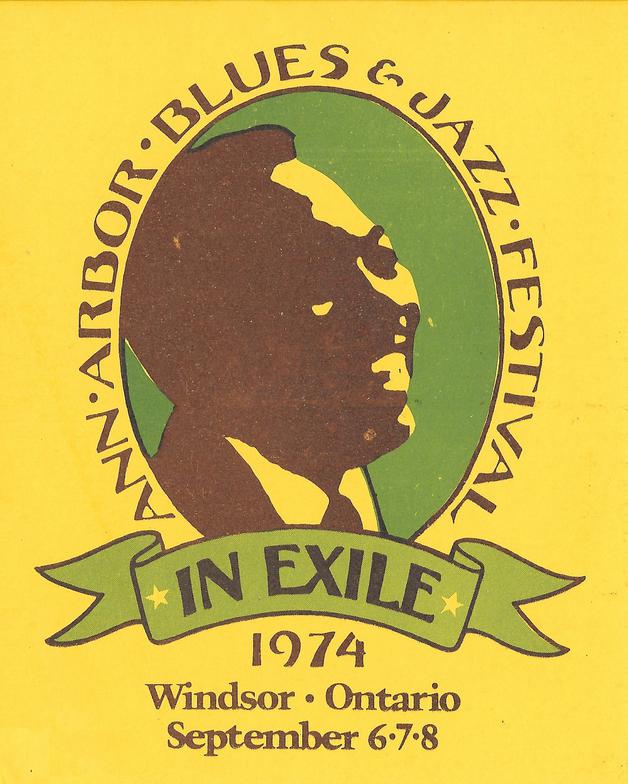 ANN • ARBOR • BLUES & JAZZ • FESTIVAL
IN EXILE
1974
Windsor • Ontario
September 6•7•8